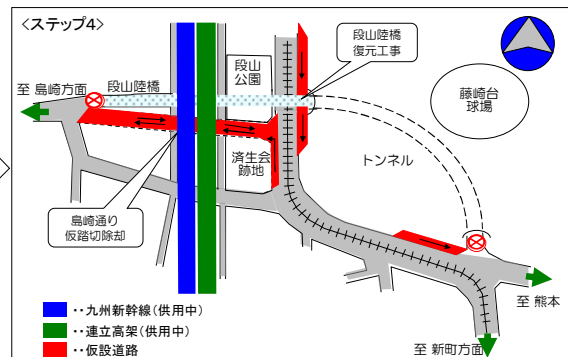 <ステップ4>
段山陸橋
復元工事
段山
公園
段山陸橋
至 島崎方面
藤崎台
球場
済生会
跡地
トンネル
島崎通り
仮踏切除却
至 熊本
至 新町方面
・・九州新幹線(供用中)
・・連立高架(供用中)
・・仮設道路